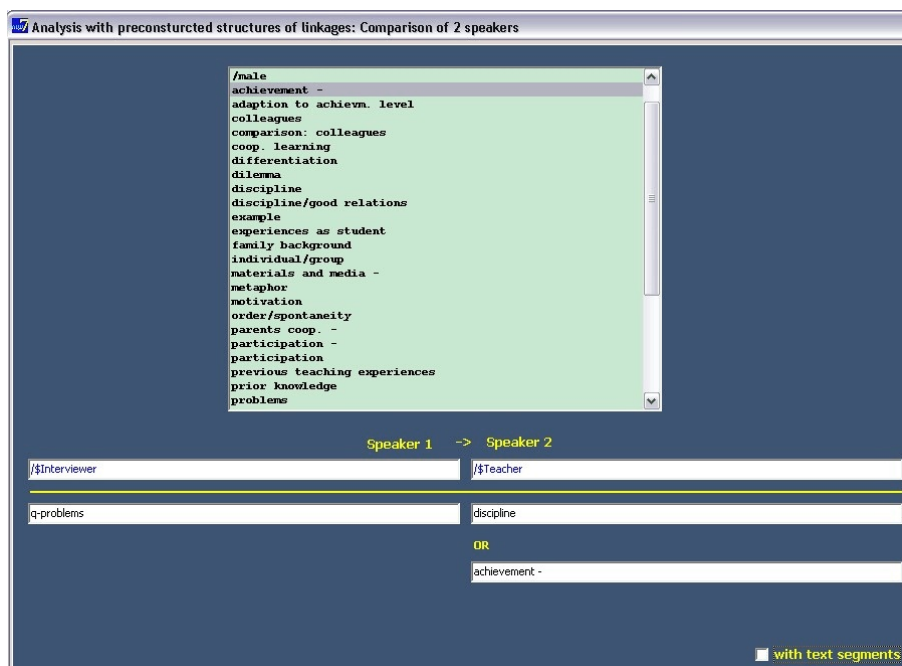 Analysis with preconsturcted structures of linkages: Comparison of 2 speakers
/male
achievement -
adaption to achievm. level
colleagues
comparison: colleagues
coop. learning
differentiation
dilemma
discipline
discipline/good relations
example
experiences as student
family background
individual/group
materials and media -
metaphor
motivation
order/spontaneity
parents coop. -
participation -
participation
previous teaching experiences
prior knowledge
problems
Speaker 1 -> Speaker 2
/$Interviewer /$Teacher
q-problems discipline
OR
achievement -
with text segments